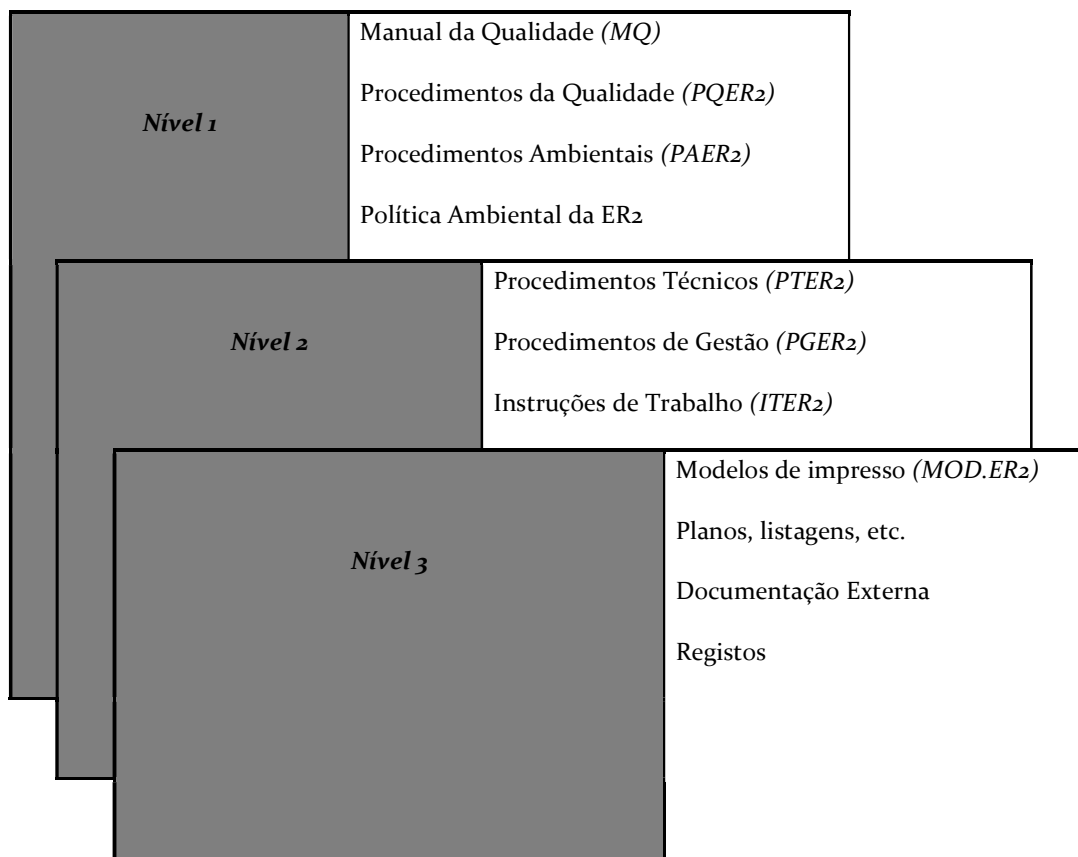 Manual da Qualidade (MQ)
Procedimentos da Qualidade (PQER2)
Nível 1
Procedimentos Ambientais (PAER2)
Política Ambiental da ER2
Procedimentos Técnicos (PTER2)
Nível 2
Procedimentos de Gestão (PGER2)
Instruções de Trabalho (ITER2)
Modelos de impresso (MOD.ER2)
Planos, listagens, etc.
Nível 3
Documentação Externa
Registos